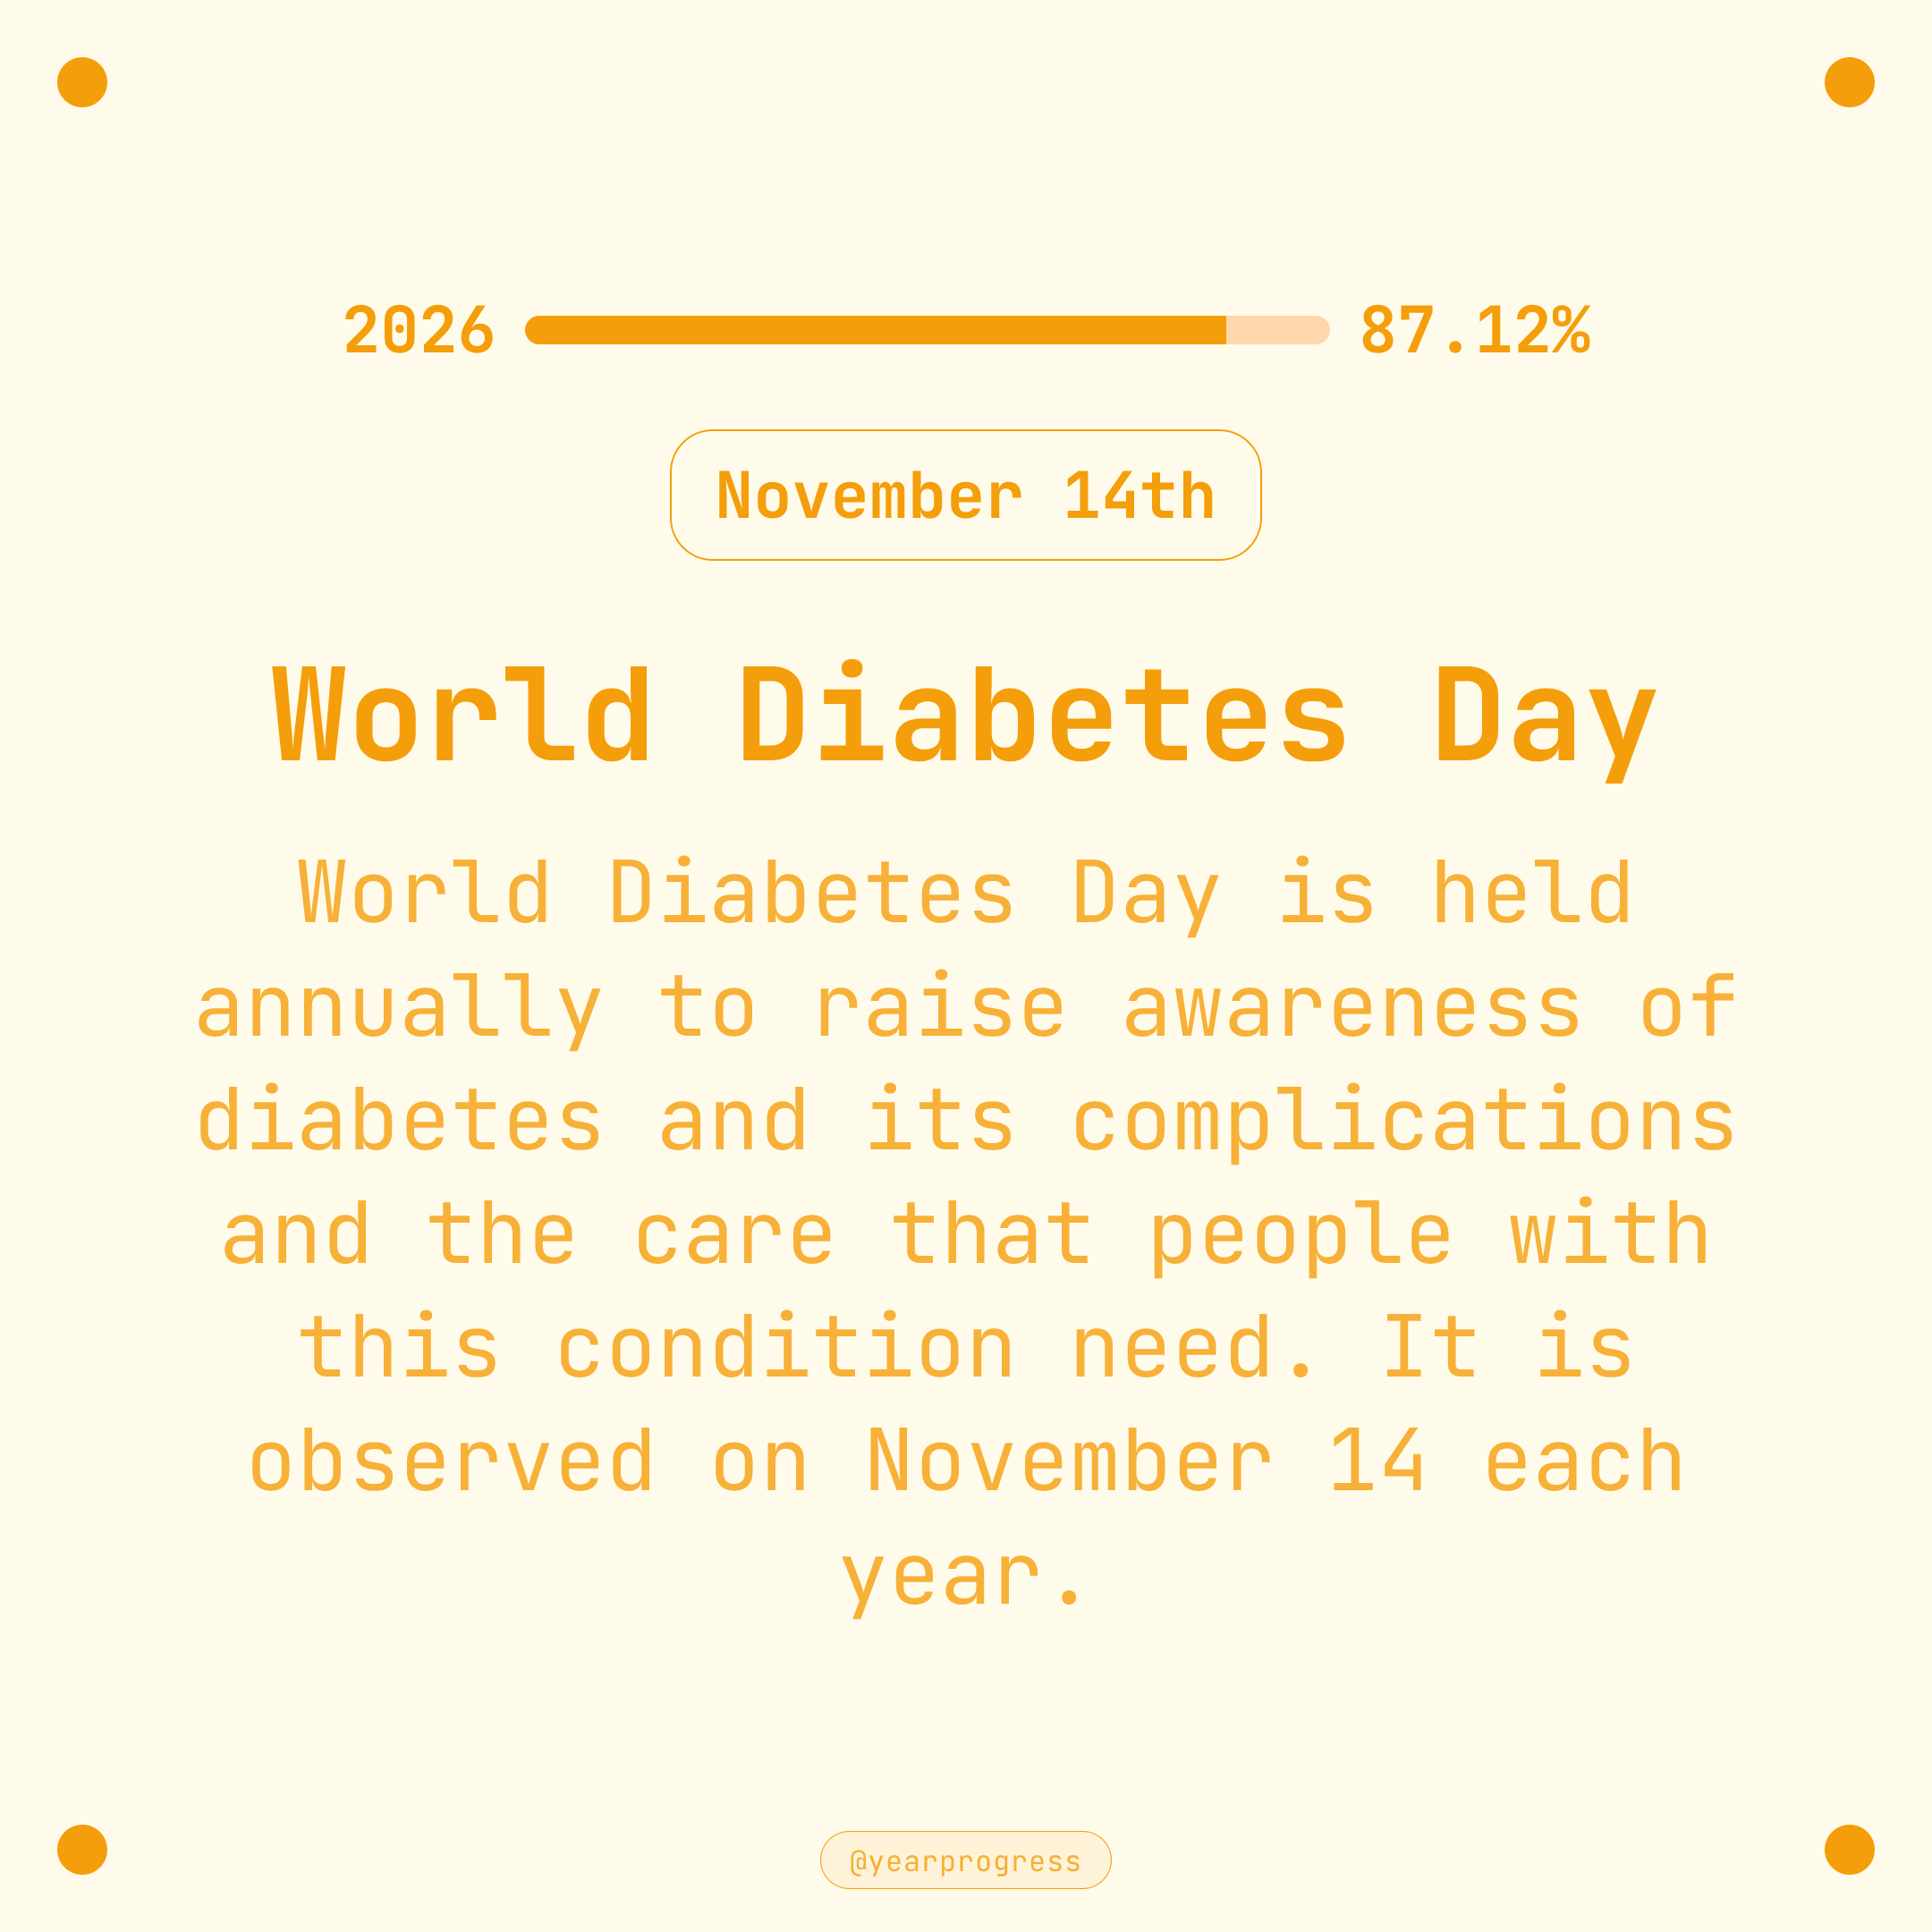 2026 87.12%
November 14th
World Diabetes Day
World Diabetes Day is held
annually to raise awareness of
diabetes and its complications
and the care that people with
this condition need. It is
observed on November 14 each
year.
@yearprogress